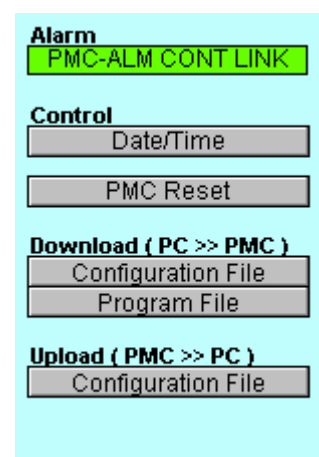 Alarm
PMC-ALM CONT LINK
Control
Date/Time
PMC Reset
Download ( PC >> PMC )
Configuration File
Program File
Upload ( PMC >> PC )
Configuration File